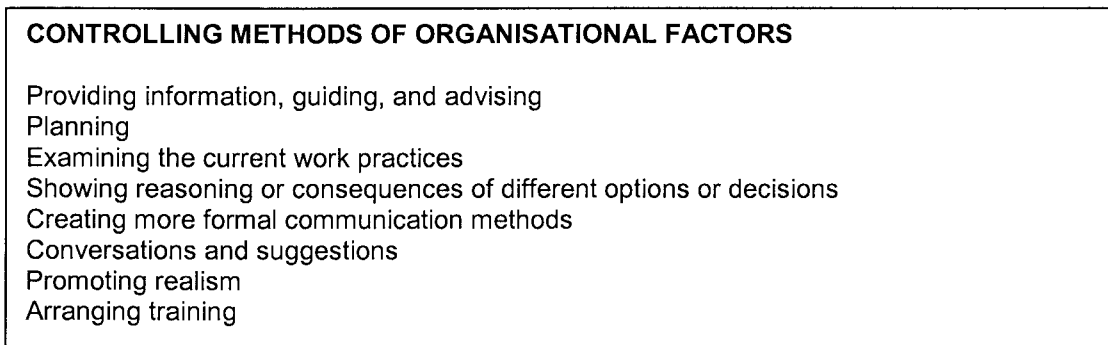 CONTROLLING METHODS OF ORGANISATIONAL FACTORS
Providing information, guiding, and advising
Planning
Examining the current work practices
Showing reasoning or consequences of different options or decisions
Creating more formal communication methods
Conversations and suggestions
Promoting realism
Arranging training